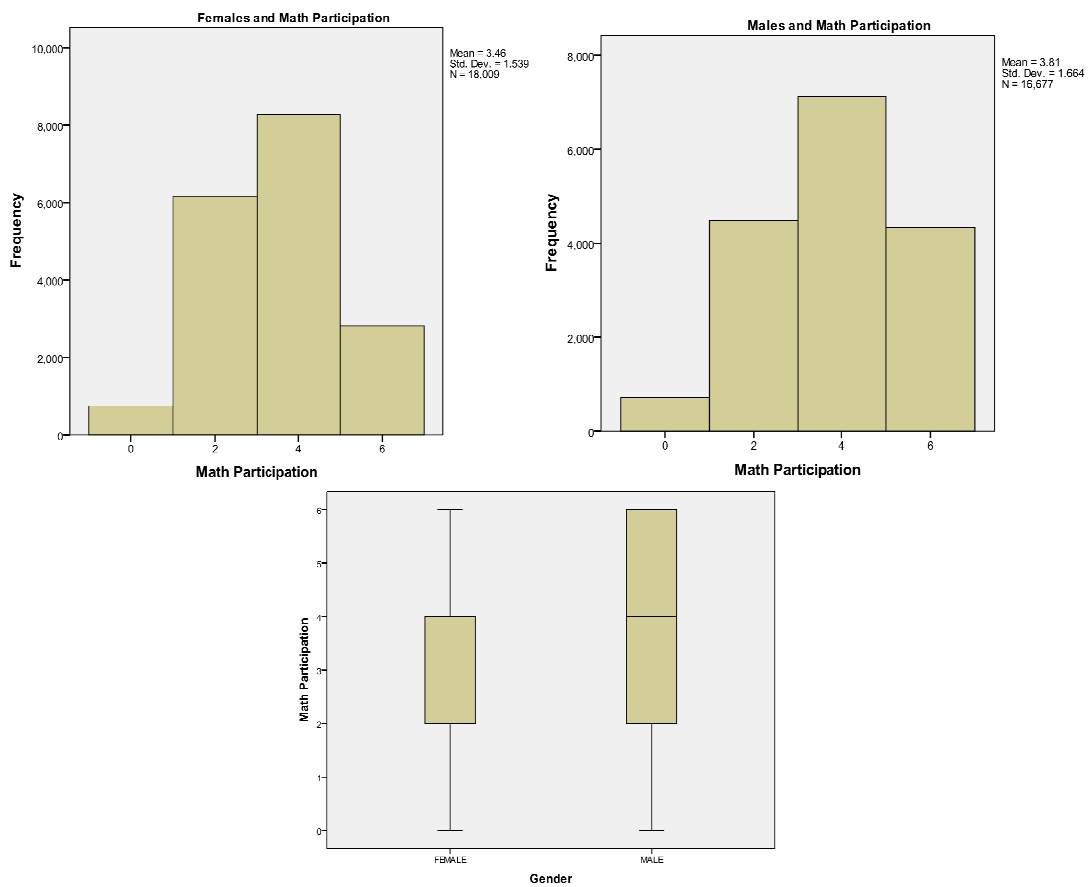 Females and Math Participation
10,000
8,000
6,000
4,000
2,000
0
Frequency
0 2 4 6
Math Participation
Mean = 3.46
Std. Dev. = 1.539
N = 18,009
Males and Math Participation
8,000
6,000
4,000
2,000
0
Frequency
0 2 4 6
Math Participation
Mean = 3.81
Std. Dev. = 1.664
N = 16,677
6
5
4
3
2
1
0
Math Participation
FEMALE MALE
Gender